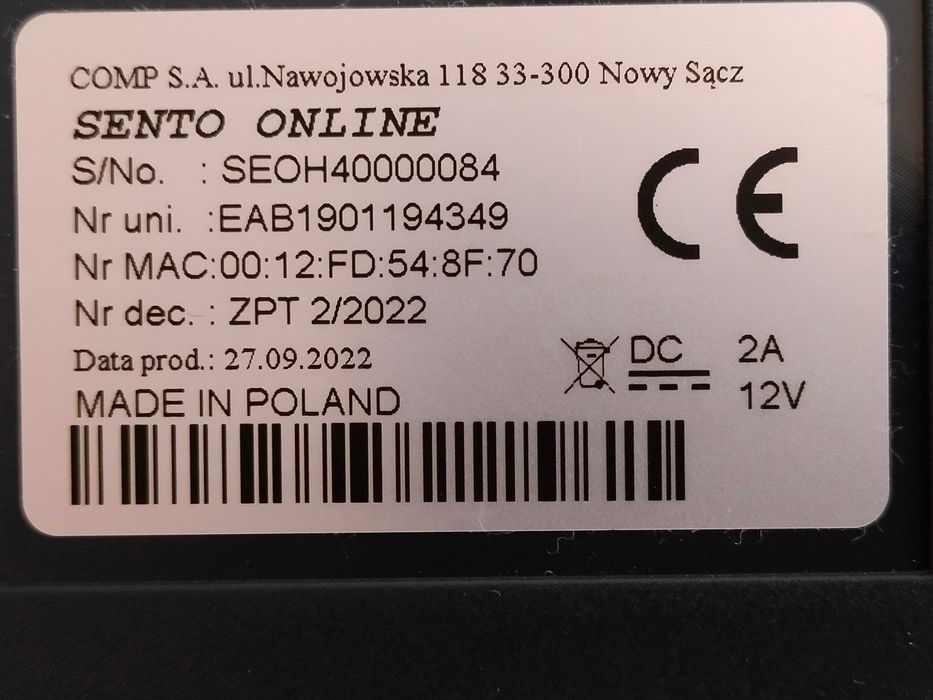 COMP S.A. ul.Nawojowska 118 33-300 Nowy Sącz
SENTO ONLINE
S/No. : SEOH40000084
Nr uni. :EAB1901194349
Nr MAC:00:12:FD:54:8F:70
Nr dec. : ZPT 2/2022
Data prod.: 27.09.2022
MADE IN POLAND
CE
DC 2A
12V